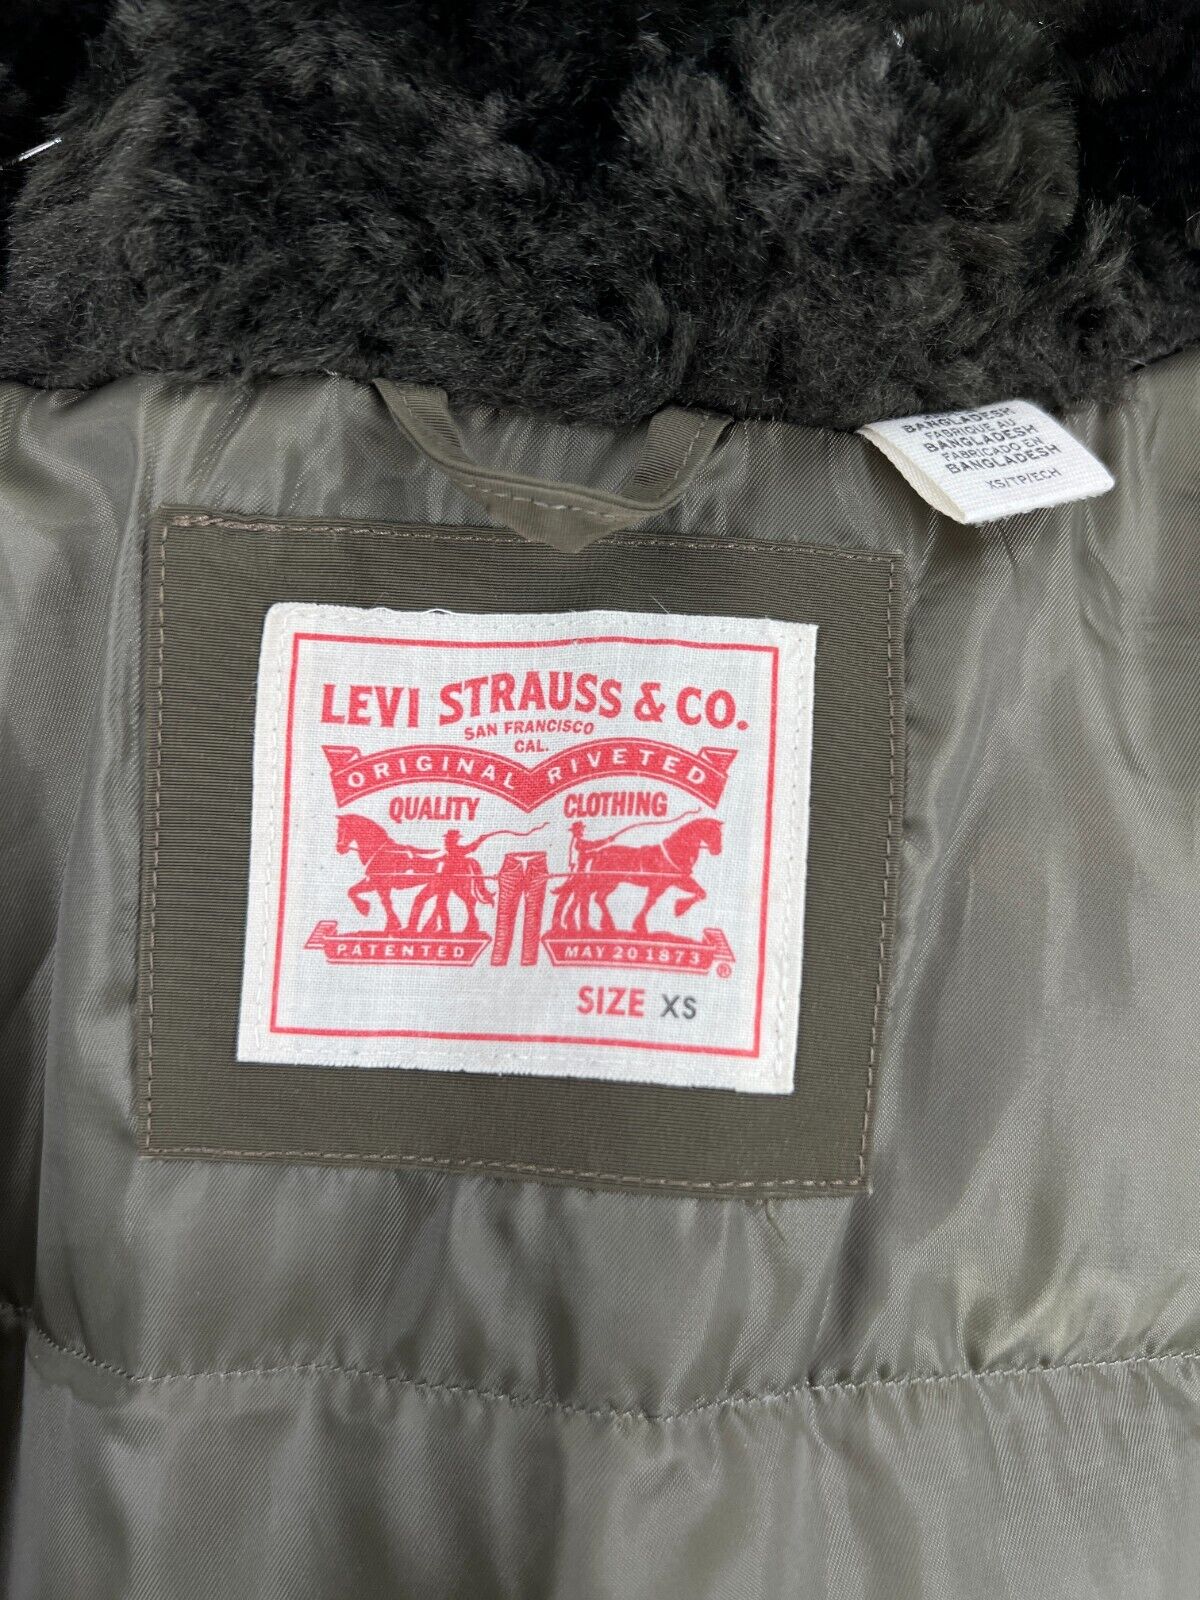 BANGLADESH
FABRIQUE AU
BANGLADESH
FABRICADO EN
BANGLADESH
XS/TP/ECH
LEVI STRAUSS & CO.
SAN FRANCISCO
CAL.
ORIGINAL RIVETED
QUALITY CLOTHING
PATENTED MAY 20 1873 ®
SIZE XS